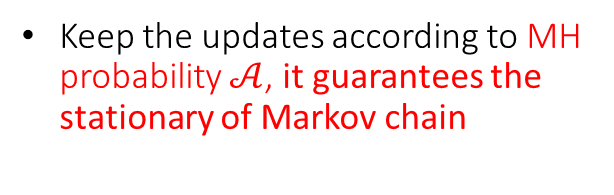 • Keep the updates according to MH
probability 𝒜, it guarantees the
stationary of Markov chain